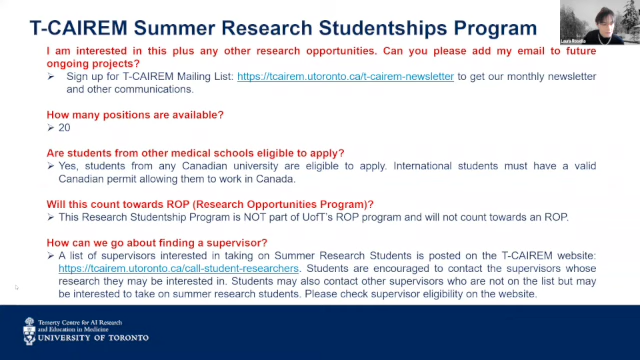 T-CAIREM Summer Research Studentships Program
I am interested in this plus any other research opportunities. Can you please add my email to future
ongoing projects?
➢ Sign up for T-CAIREM Mailing List: https://tcairem.utoronto.ca/t-cairem-newsletter to get our monthly newsletter
and other communications.
How many positions are available?
➢ 20
Are students from other medical schools eligible to apply?
➢ Yes, students from any Canadian university are eligible to apply. International students must have a valid
Canadian permit allowing them to work in Canada.
Will this count towards ROP (Research Opportunities Program)?
➢ This Research Studentship Program is NOT part of UofT's ROP program and will not count towards an ROP.
How can we go about finding a supervisor?
➢ A list of supervisors interested in taking on Summer Research Students is posted on the T-CAIREM website:
https://tcairem.utoronto.ca/call-student-researchers. Students are encouraged to contact the supervisors whose
research they may be interested in. Students may also contact other supervisors who are not on the list but may
be interested to take on summer research students. Please check supervisor eligibility on the website.
Temerty Centre for AI Research
and Education in Medicine
UNIVERSITY OF TORONTO